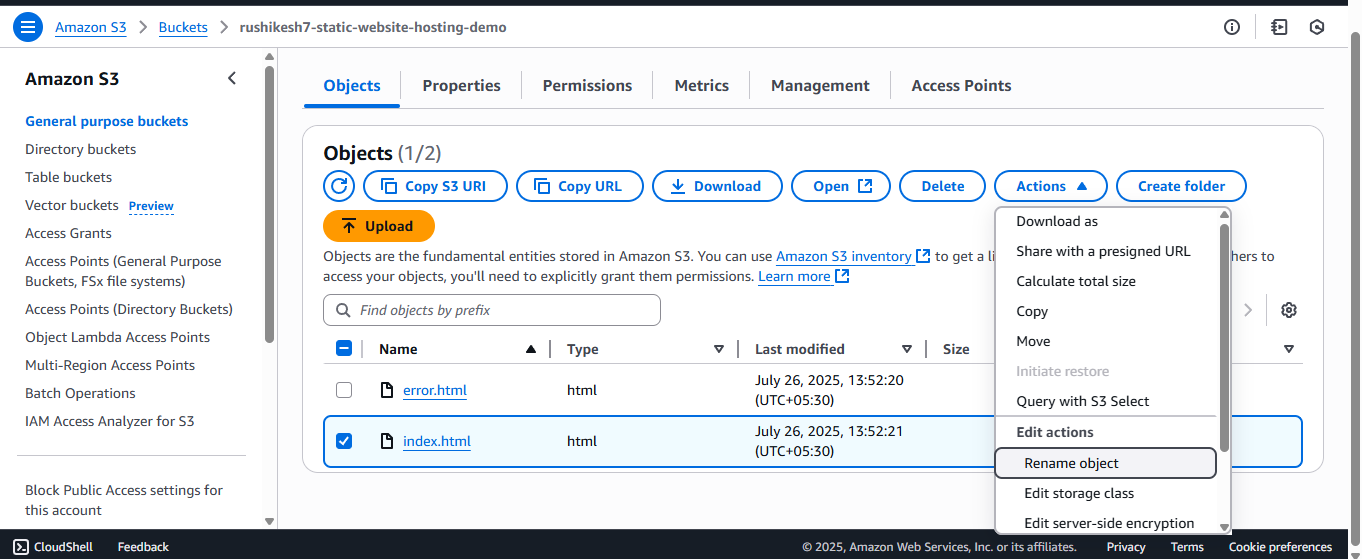 Amazon S3 > Buckets > rushikesh7-static-website-hosting-demo
Amazon S3
General purpose buckets
Directory buckets
Table buckets
Vector buckets Preview
Access Grants
Access Points (General Purpose
Buckets, FSx file systems)
Access Points (Directory Buckets)
Object Lambda Access Points
Multi-Region Access Points
Batch Operations
IAM Access Analyzer for S3
Block Public Access settings for
this account
Objects Properties Permissions Metrics Management Access Points
Objects (1/2)
Copy S3 URI Copy URL Download Open Delete Actions Create folder
Upload
Objects are the fundamental entities stored in Amazon S3. You can use Amazon S3 inventory to get a li hers to
access your objects, you'll need to explicitly grant them permissions. Learn more
Find objects by prefix
Name Type Last modified Size
error.html html July 26, 2025, 13:52:20
(UTC+05:30)
index.html html July 26, 2025, 13:52:21
(UTC+05:30)
Download as
Share with a presigned URL
Calculate total size
Copy
Move
Initiate restore
Query with S3 Select
Edit actions
Rename object
Edit storage class
Edit server-side encryption
CloudShell Feedback © 2025, Amazon Web Services, Inc. or its affiliates. Privacy Terms Cookie preferences